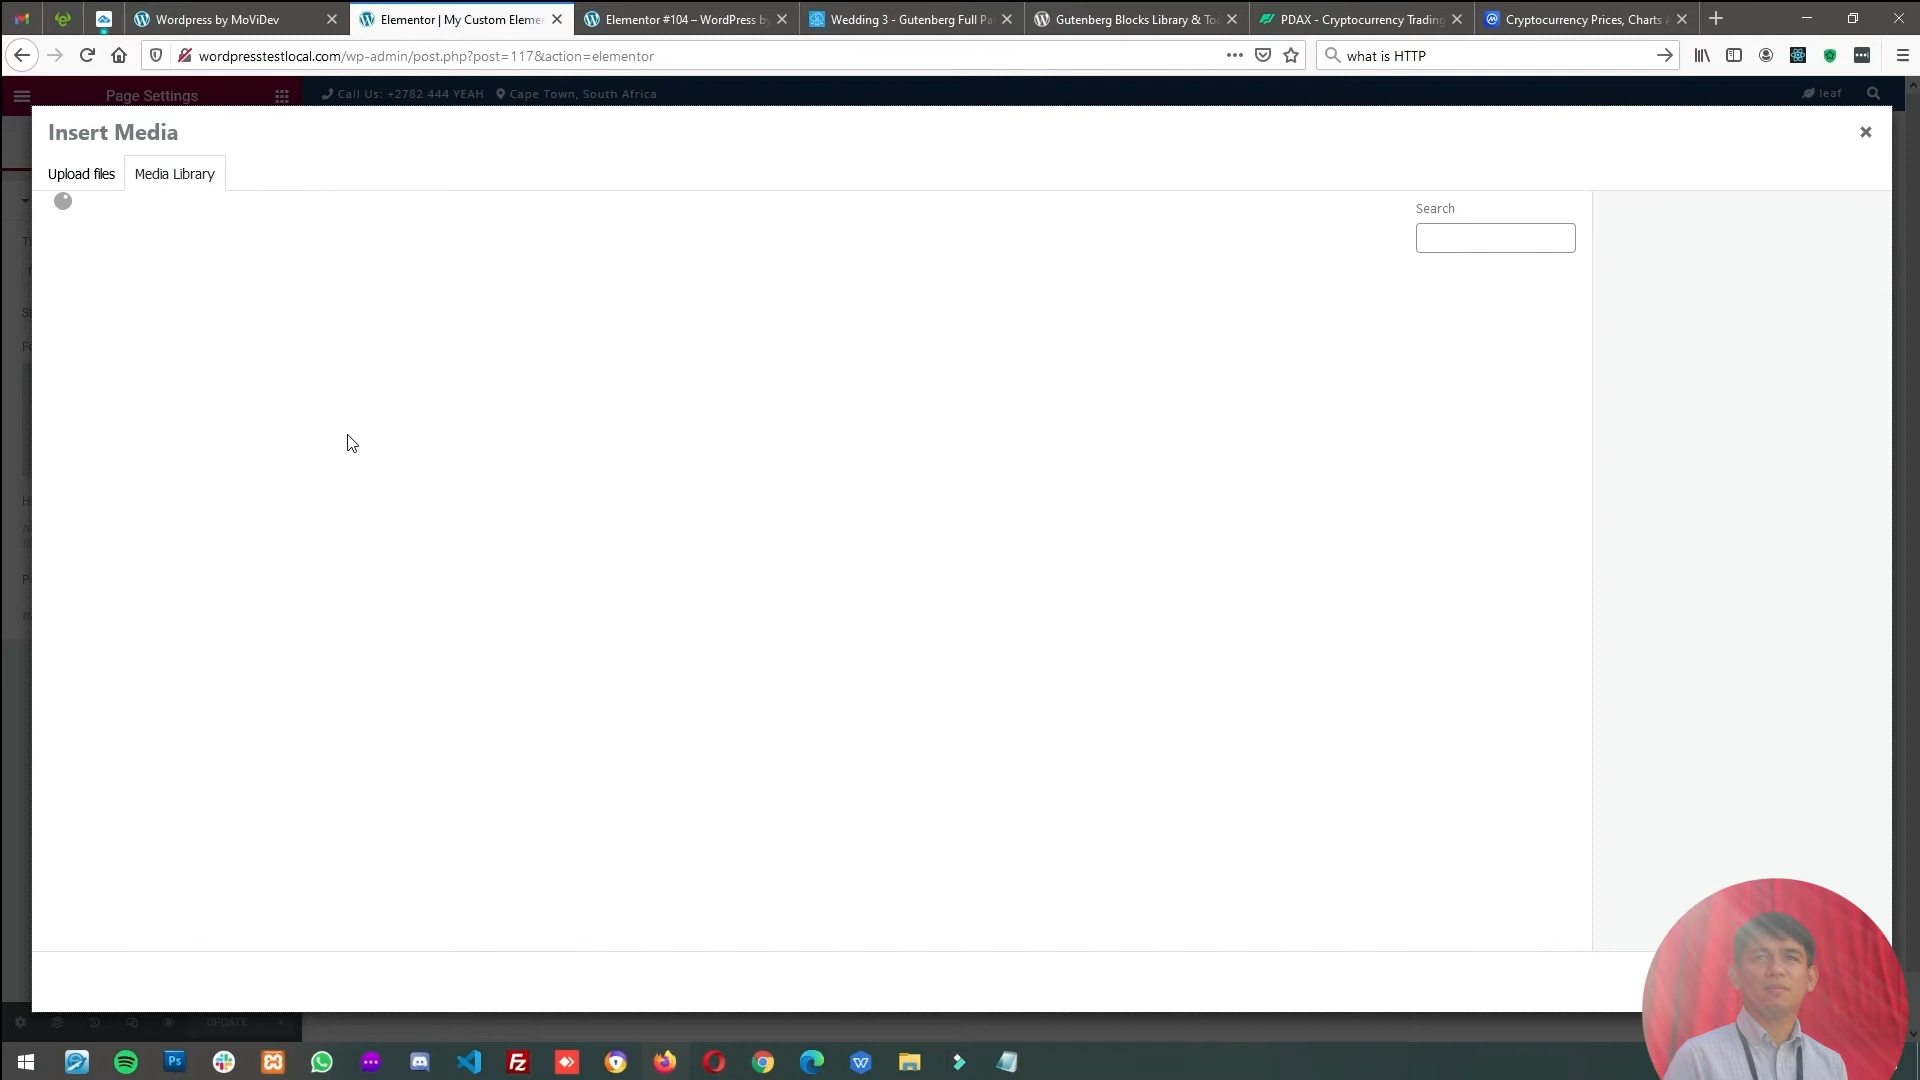 Wordpress by MoViDev
Elementor | My Custom Eleme
Elementor #104 – WordPress by
Wedding 3 - Gutenberg Full Pa
Gutenberg Blocks Library & To
PDAX - Cryptocurrency Trading
Cryptocurrency Prices, Charts
wordpresstestlocal.com/wp-admin/post.php?post=117&action=elementor
what is HTTP
Page Settings
Call Us: +2782 444 YEAH
Cape Town, South Africa
leaf
Insert Media
Upload files
Media Library
Search
UPDATE